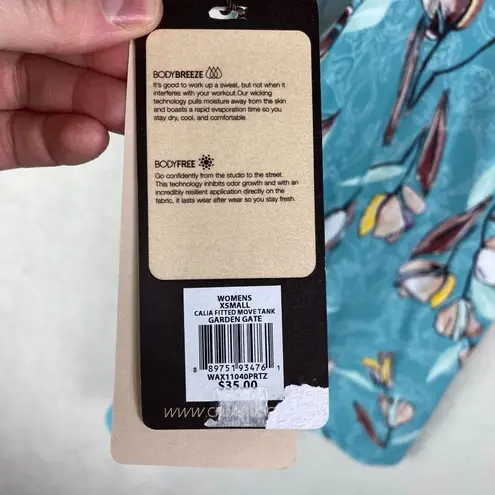 BODYBREEZE
It's good to work up a sweat, but not when it
interferes with your workout.Our wicking
technology pulls moisture away from the skin
and boasts a rapid evaporation time so you
stay dry, cool, and comfortable.
BODYFREE
Go confidently from the studio to the street.
This technology inhibits odor growth and with an
incredibly resilient application directly on the
fabric, it lasts wear after wear so you stay fresh.
WOMENS
XSMALL
CALIA FITTED MOVE TANK
GARDEN GATE
8 89751 93476 1
WAX11040PRTZ
$35.00